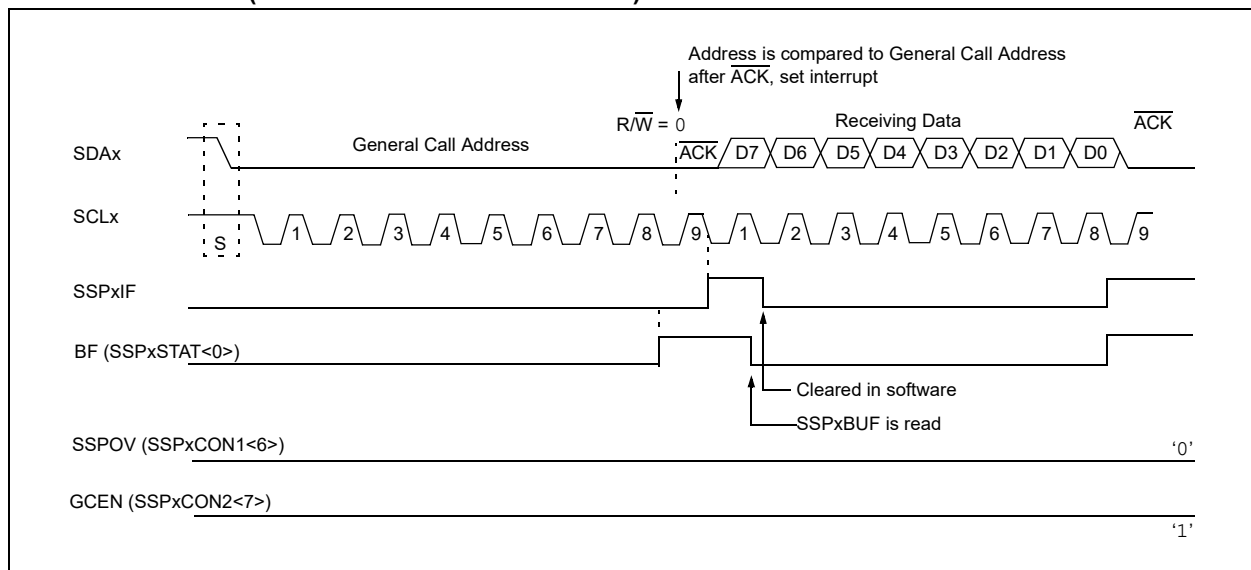 Address is compared to General Call Address
after ACK, set interrupt
R/W = 0
Receiving Data
ACK
SDAx
General Call Address
ACK
D7 D6 D5 D4 D3 D2 D1 D0
SCLx
S
1 2 3 4 5 6 7 8 9 1 2 3 4 5 6 7 8 9
SSPxIF
BF (SSPxSTAT<0>)
Cleared in software
SSPxBUF is read
SSPOV (SSPxCON1<6>)
‘0’
GCEN (SSPxCON2<7>)
‘1’